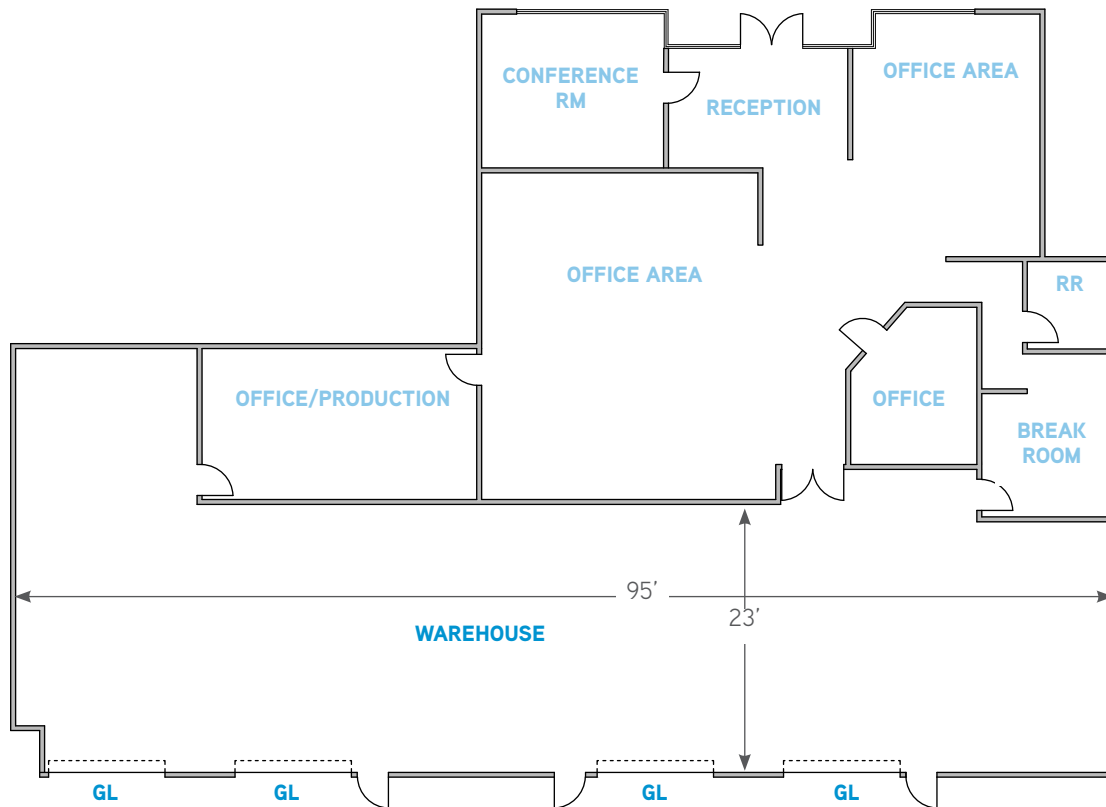 CONFERENCE
RM
RECEPTION
OFFICE AREA
OFFICE AREA
RR
OFFICE/PRODUCTION
OFFICE
BREAK
ROOM
95’
23’
WAREHOUSE
GL
GL
GL
GL